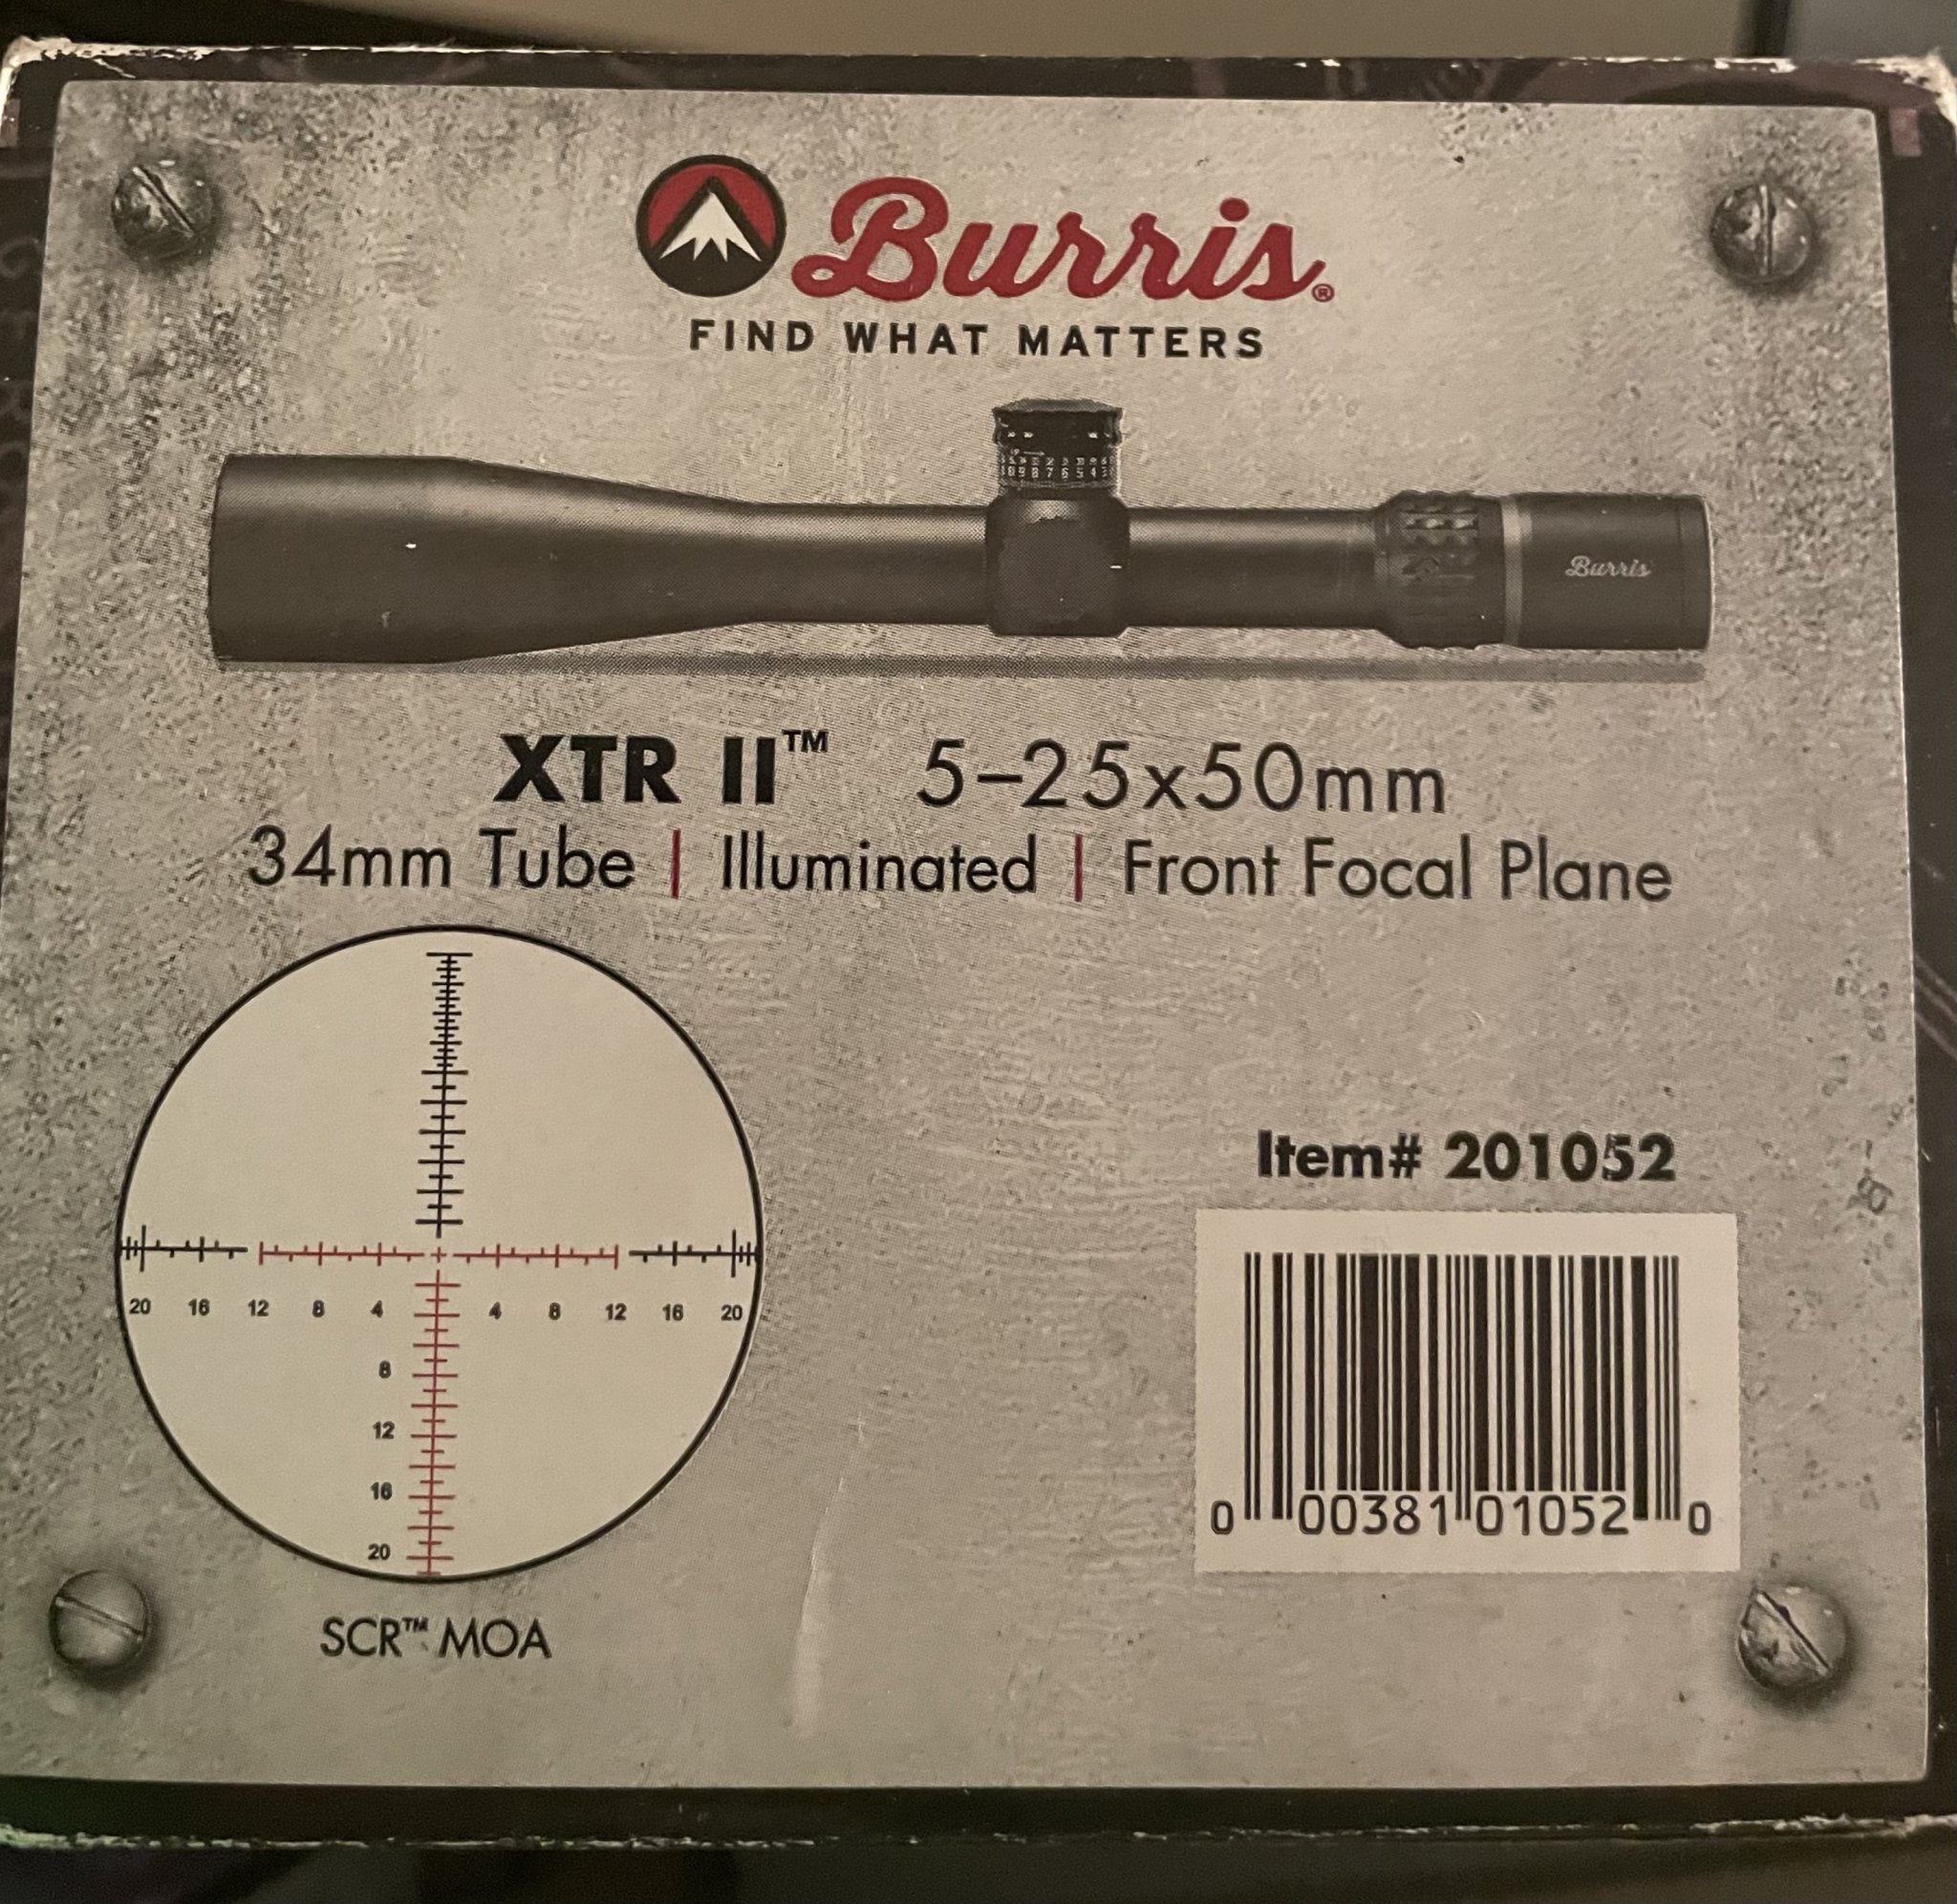 Burris®
FIND WHAT MATTERS
Burris
XTR II™ 5-25x50mm
34mm Tube | Illuminated | Front Focal Plane
20 16 12 8 4 4 8 12 16 20
8
12
16
20
SCR™ MOA
Item# 201052
0 00381 01052 0